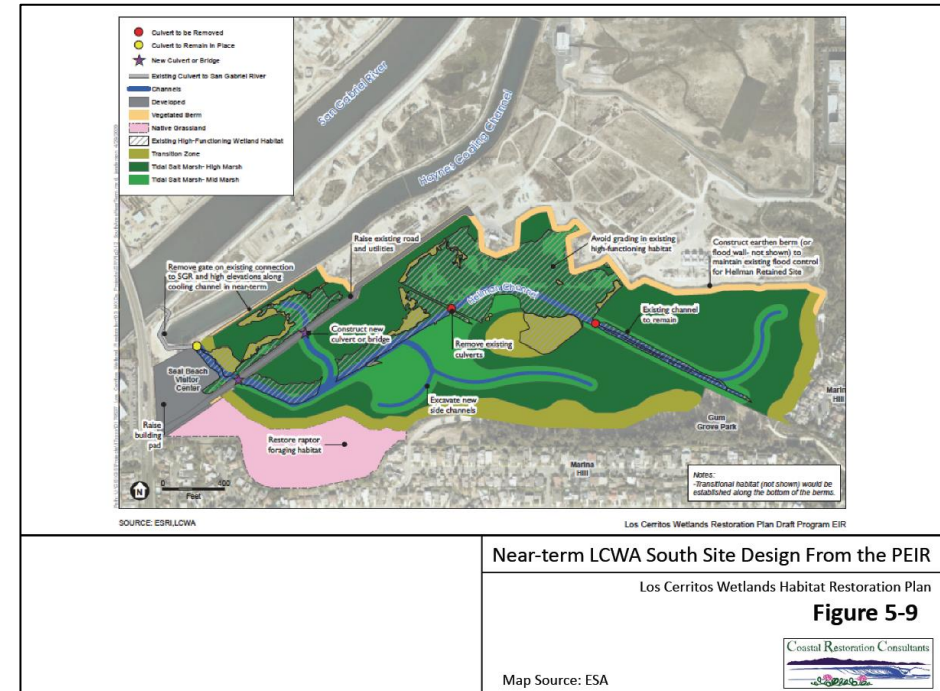 Culvert to be Removed
Culvert to Remain In Place
New Culvert or Bridge
Existing Culvert to San Gabriel River
Channels
Developed
Vegetated Berm
Native Grassland
Existing High-Functioning Wetland Habitat
Transition Zone
Tidal Salt Marsh- High Marsh
Tidal Salt Marsh- Mid Marsh
San Gabriel River
Haynes Cooling Channel
Remove gate on existing connection
to SGR and high elevations along
cooling channel in near-term
Raise existing road
and utilities
Avoid grading in existing
high-functioning habitat
Construct earthen berm (or
flood wall- not shown) to
maintain existing flood control
for Hellman Retained Site
Hellman Channel
Existing channel
to remain
Construct new
culvert or bridge
Remove existing
culverts
Seal Beach
Visitor
Center
Excavate new
side channels
Raise
building
pad
Restore raptor
foraging habitat
Gum
Grove Park
Marina
Hill
Marin
Hill
N
0 400
Feet
Notes:
-Transitional habitat (not shown) would be
established along the bottom of the berms.
SOURCE: ESRI,LCWA
Los Cerritos Wetlands Restoration Plan Draft Program EIR
Near-term LCWA South Site Design From the PEIR
Los Cerritos Wetlands Habitat Restoration Plan
Figure 5-9
Coastal Restoration Consultants
Map Source: ESA